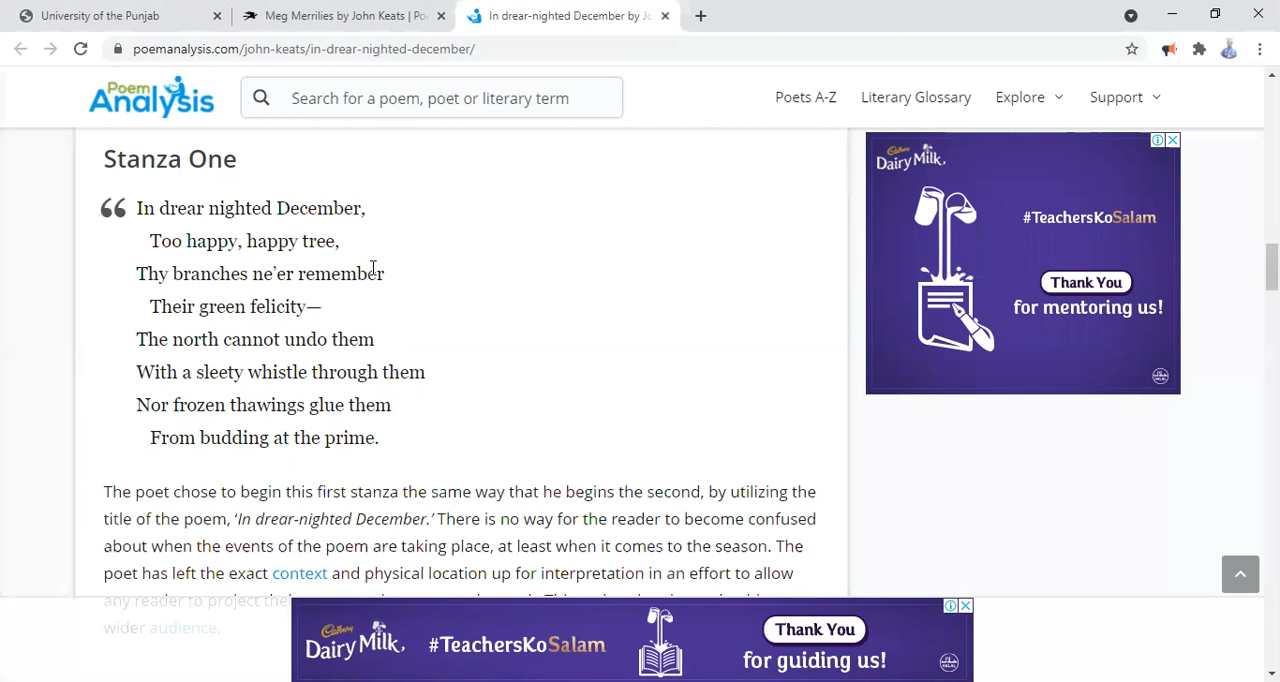 University of the Punjab
Meg Merrilies by John Keats | Po
In drear-nighted December by Jo
poemanalysis.com/john-keats/in-drear-nighted-december/
Poem
Analysis
Search for a poem, poet or literary term
Poets A-Z
Literary Glossary
Explore
Support
Stanza One
In drear nighted December,
Too happy, happy tree,
Thy branches ne’er remember
Their green felicity—
The north cannot undo them
With a sleety whistle through them
Nor frozen thawings glue them
From budding at the prime.
The poet chose to begin this first stanza the same way that he begins the second, by utilizing the
title of the poem, ‘In drear-nighted December.’ There is no way for the reader to become confused
about when the events of the poem are taking place, at least when it comes to the season. The
poet has left the exact context and physical location up for interpretation in an effort to allow
any reader to project
wider audience.
Cadbury
Dairy Milk
#TeachersKoSalam
Thank You
for mentoring us!
Cadbury
Dairy Milk
#TeachersKoSalam
Thank You
for guiding us!